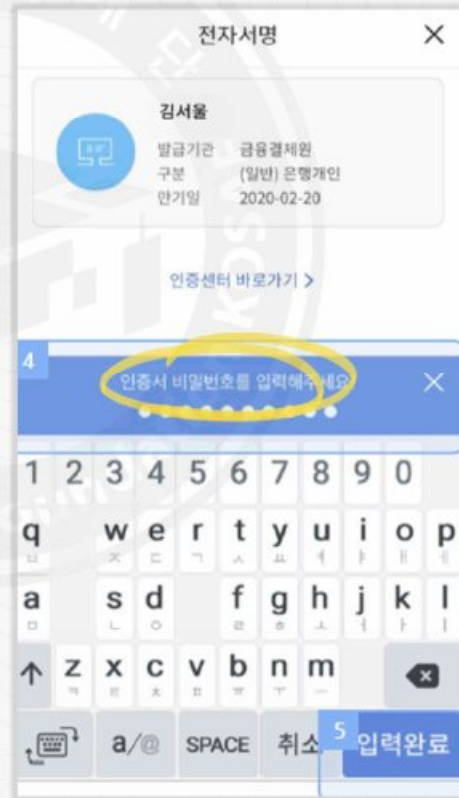 전자서명 ×
김서울
발급기관 금융결제원
구분 (일반) 은행개인
만기일 2020-02-20
인증센터 바로가기 >
4
인증서 비밀번호를 입력해주세요 ×
1 2 3 4 5 6 7 8 9 0
q w e r t y u i o p
ㅂ ㅈ ㄷ ㄱ ㅅ ㅛ ㅕ ㅑ ㅐ ㅔ
a s d f g h j k l
ㅁ ㄴ ㅇ ㄹ ㅎ ㅗ ㅓ ㅏ ㅣ
z x c v b n m
ㅋ ㅌ ㅊ ㅍ ㅠ ㅜ ㅡ
a/@ SPACE 취소 5 입력완료